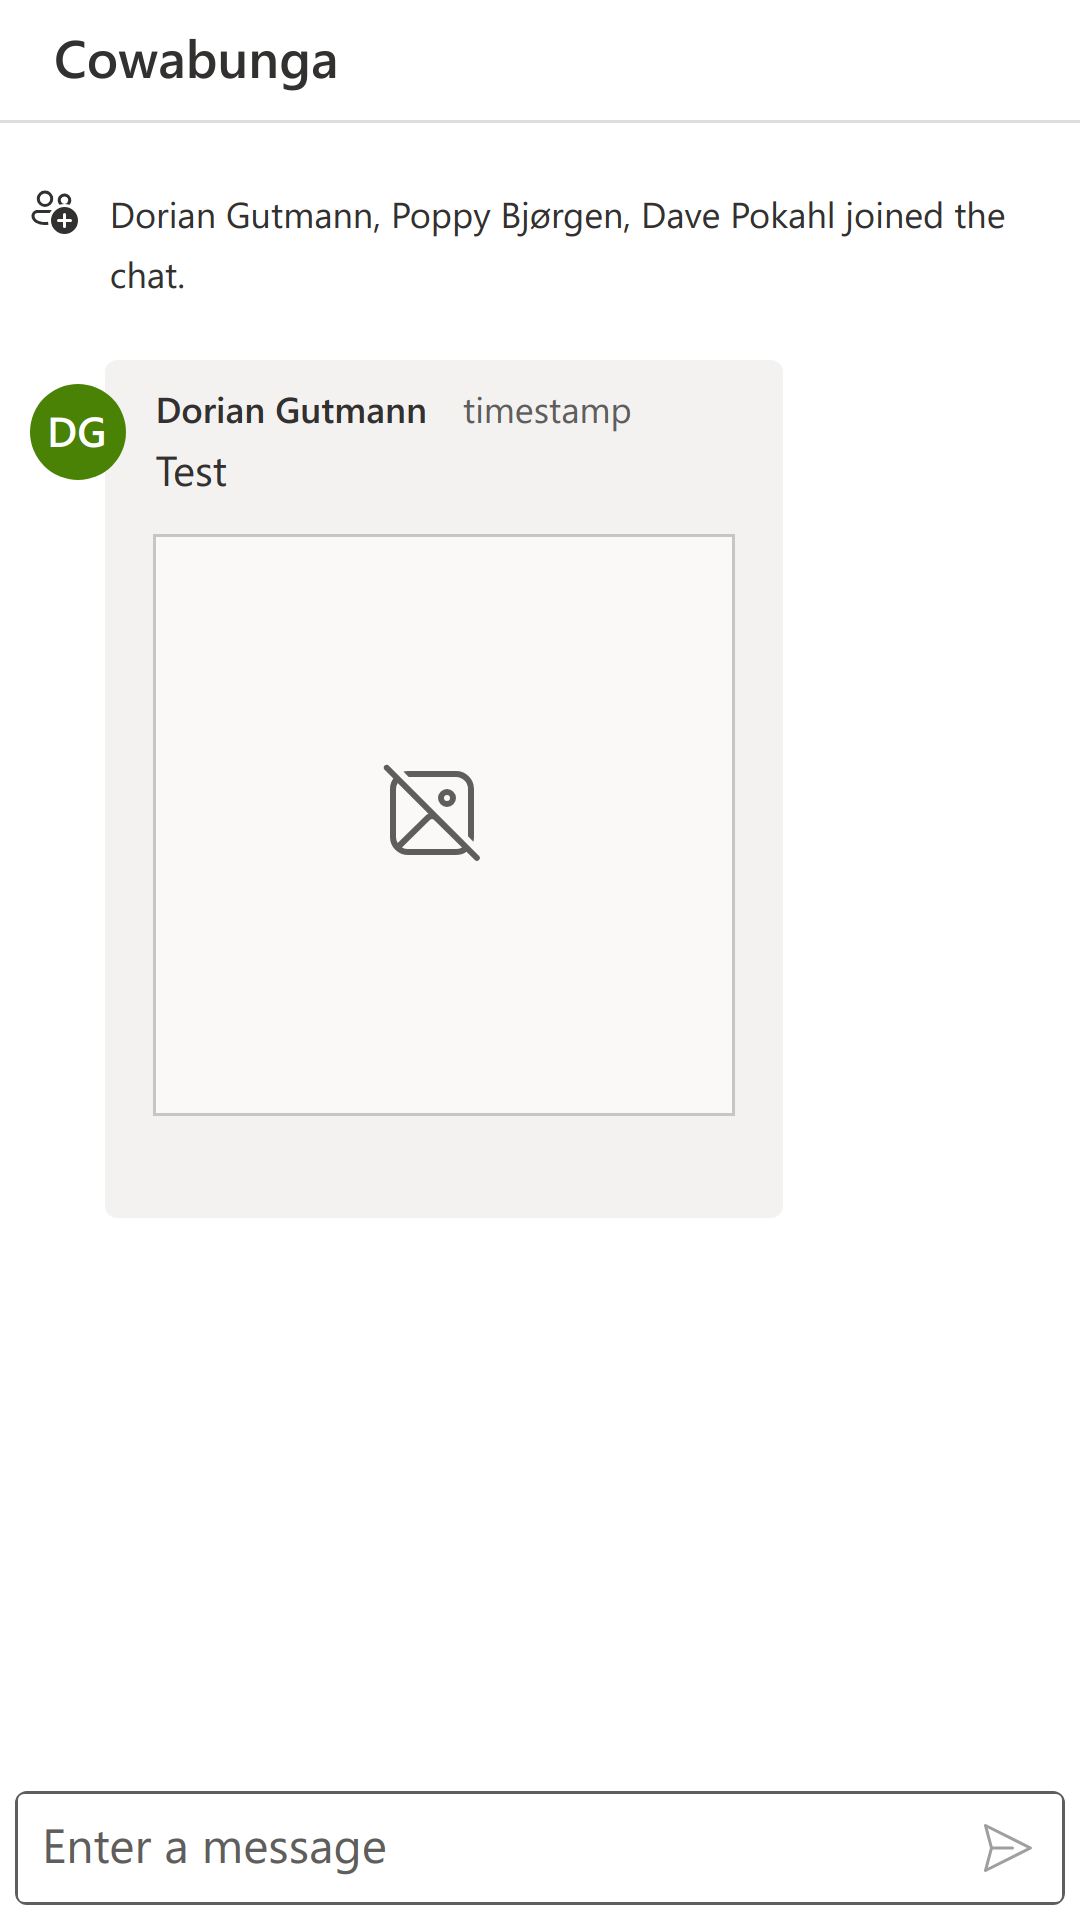 Cowabunga
Dorian Gutmann, Poppy Bjørgen, Dave Pokahl joined the
chat.
DG
Dorian Gutmann timestamp
Test
Enter a message